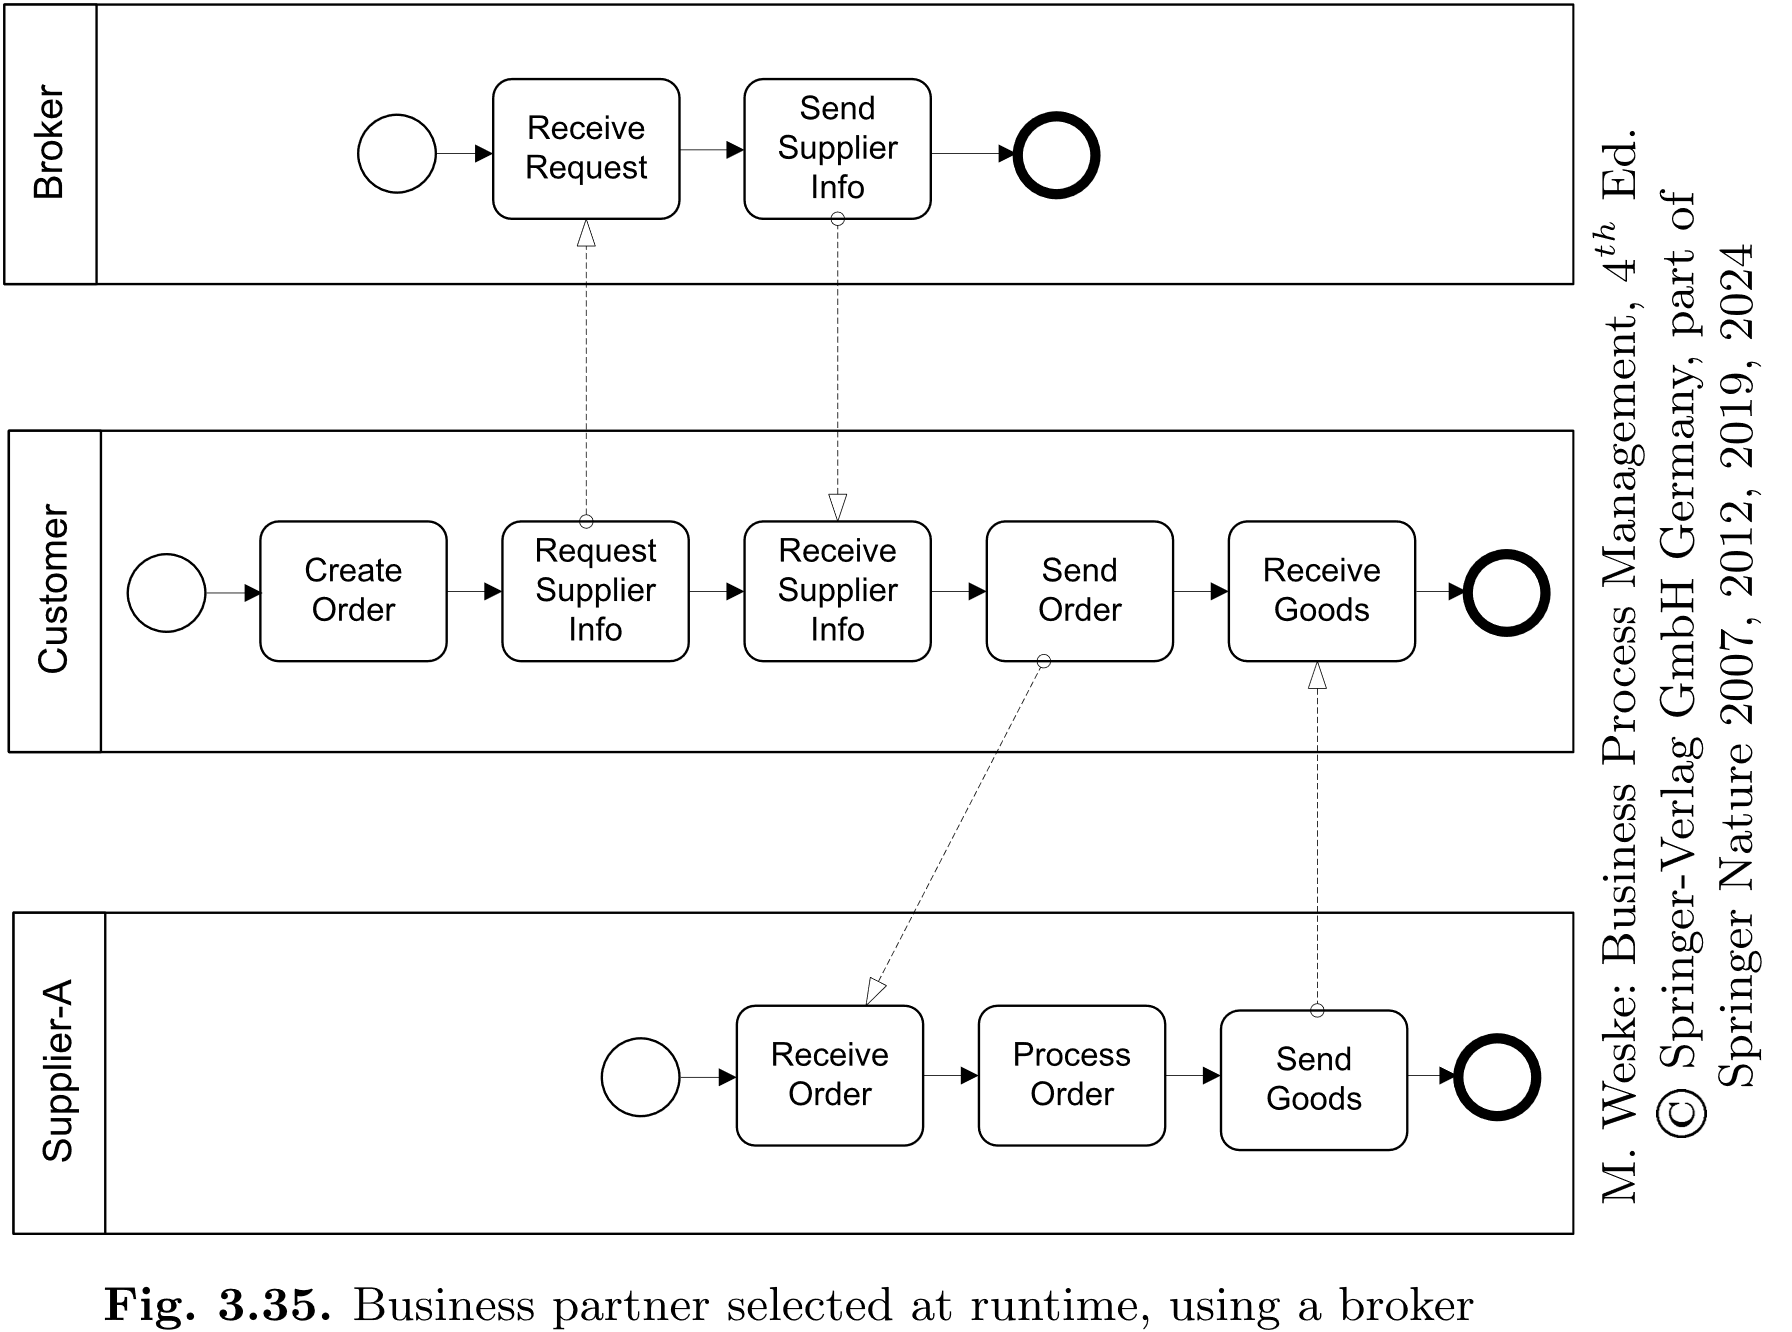 Broker
Receive
Request
Send
Supplier
Info
Customer
Create
Order
Request
Supplier
Info
Receive
Supplier
Info
Send
Order
Receive
Goods
Supplier-A
Receive
Order
Process
Order
Send
Goods
M. Weske: Business Process Management, 4th Ed.
© Springer-Verlag GmbH Germany, part of
Springer Nature 2007, 2012, 2019, 2024
Fig. 3.35. Business partner selected at runtime, using a broker